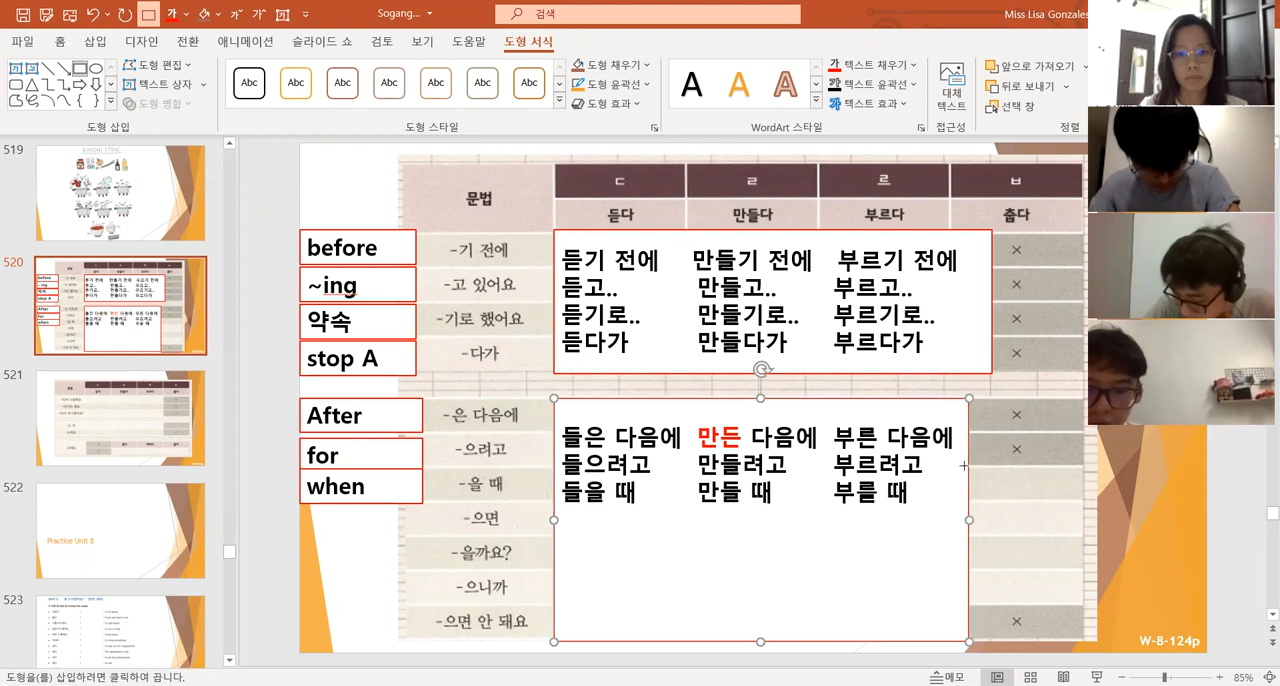 Sogang...
검색
Miss Lisa Gonzales
파일 홈 삽입 디자인 전환 애니메이션 슬라이드 쇼 검토 보기 도움말 도형 서식
도형 편집
텍스트 상자
도형 병합
도형 삽입
Abc Abc Abc Abc Abc Abc Abc
도형 채우기
도형 윤곽선
도형 효과
도형 스타일
A A A
텍스트 채우기
텍스트 윤곽선
텍스트 효과
WordArt 스타일
대체 텍스트
접근성
앞으로 가져오기
뒤로 보내기
선택 창
정렬
519
520
521
522
Practice Unit 8
523
문법 ㄷ ㄹ 르 ㅂ
듣다 만들다 부르다 춥다
before -기 전에 듣기 전에 만들기 전에 부르기 전에 ×
~ing -고 있어요 듣고.. 만들고.. 부르고.. ×
약속 -기로 했어요 듣기로.. 만들기로.. 부르기로.. ×
stop A -다가 듣다가 만들다가 부르다가 ×
After -은 다음에 들은 다음에 만든 다음에 부른 다음에 ×
for -으려고 들으려고 만들려고 부르려고 ×
when -을 때 들을 때 만들 때 부를 때
-으면
-을까요?
-으니까
-으면 안 돼요 ×
W-8-124p
도형을(를) 삽입하려면 클릭하여 끕니다.
메모
85%